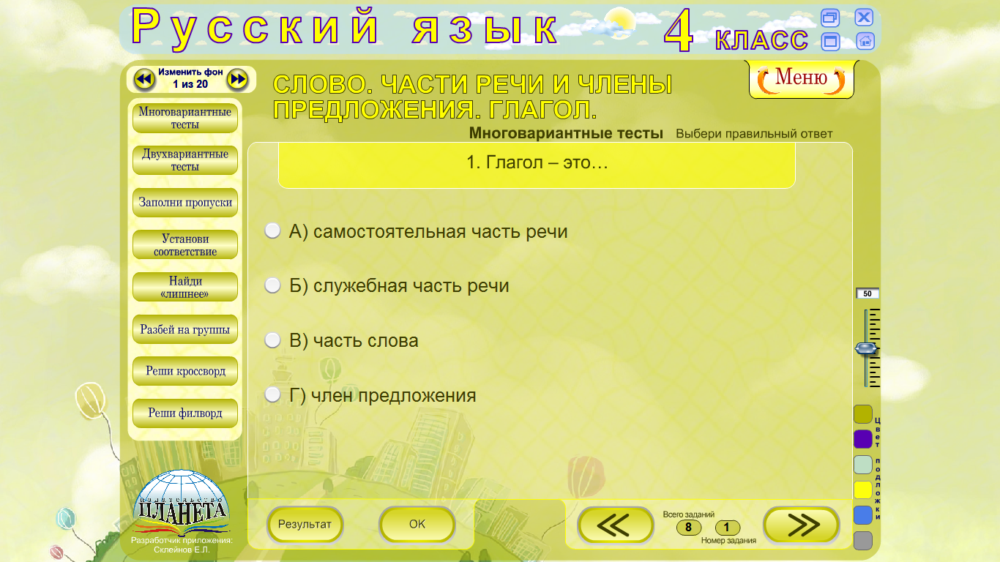 Русский язык 4 КЛАСС
Изменить фон
1 из 20
Меню
СЛОВО. ЧАСТИ РЕЧИ И ЧЛЕНЫ
ПРЕДЛОЖЕНИЯ. ГЛАГОЛ.
Многовариантные тесты Выбери правильный ответ
Многовариантные
тесты
Двухвариантные
тесты
Заполни пропуски
Установи
соответствие
Найди
«лишнее»
Разбей на группы
Реши кроссворд
Реши филворд
1. Глагол – это…
А) самостоятельная часть речи
Б) служебная часть речи
В) часть слова
Г) член предложения
50
Цвет подложки
издательство
ПЛАНЕТА
Разработчик приложения:
Склейнов Е.Л.
Результат
OK
Всего заданий
8 1
Номер задания